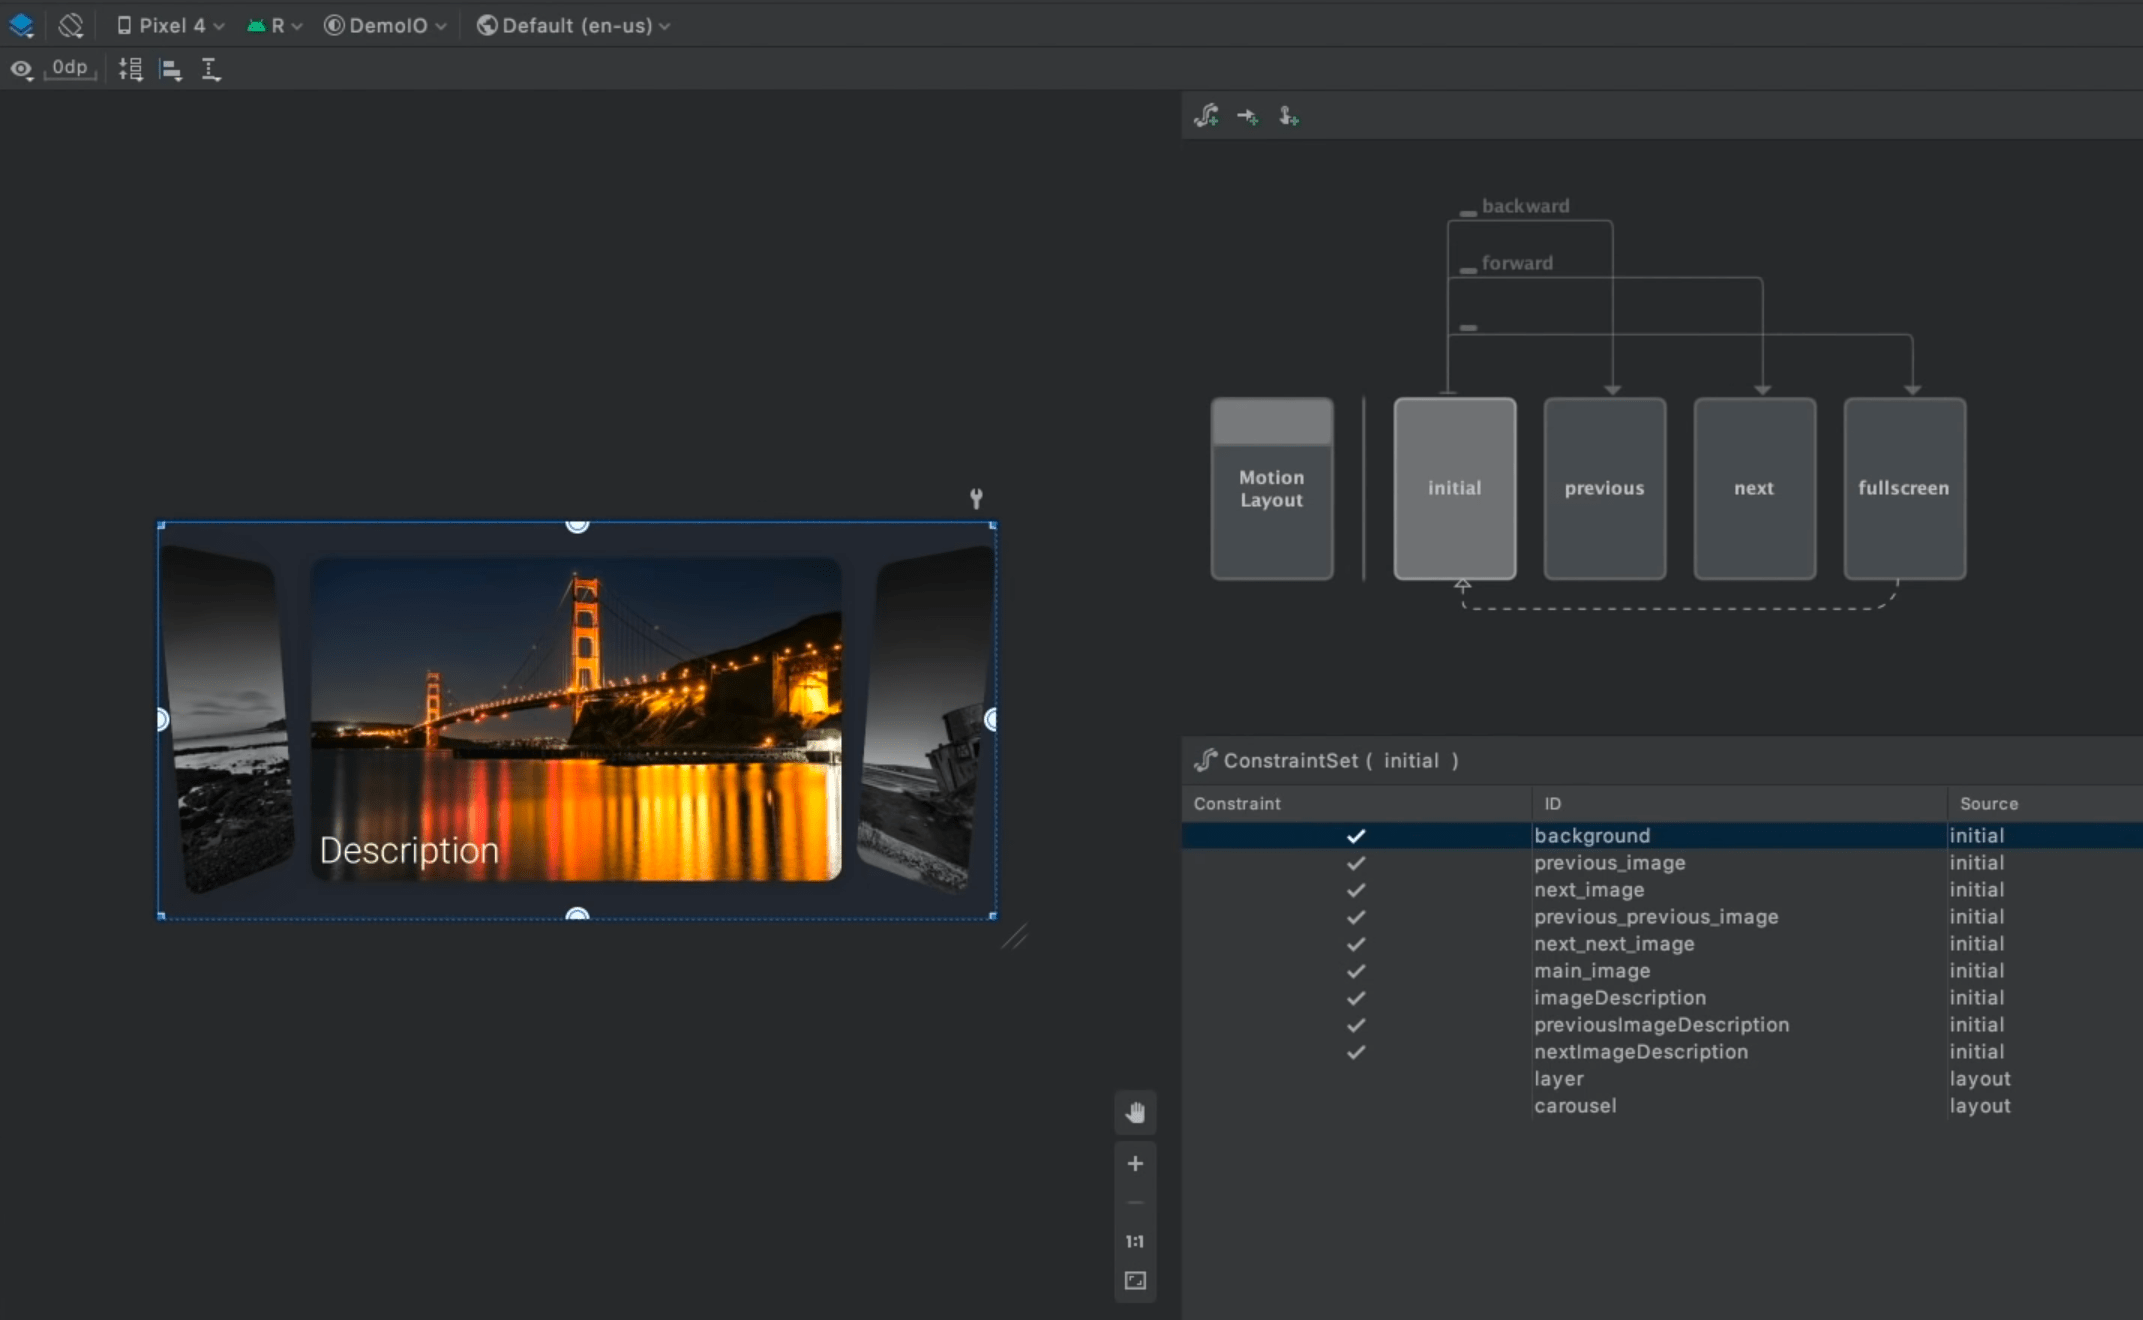 Pixel 4 R DemoIO Default (en-us)
0dp
backward
forward
Motion
Layout
initial
previous
next
fullscreen
Description
ConstraintSet ( initial )
Constraint ID Source
background initial
previous_image initial
next_image initial
previous_previous_image initial
next_next_image initial
main_image initial
imageDescription initial
previousImageDescription initial
nextImageDescription initial
layer layout
carousel layout
1:1